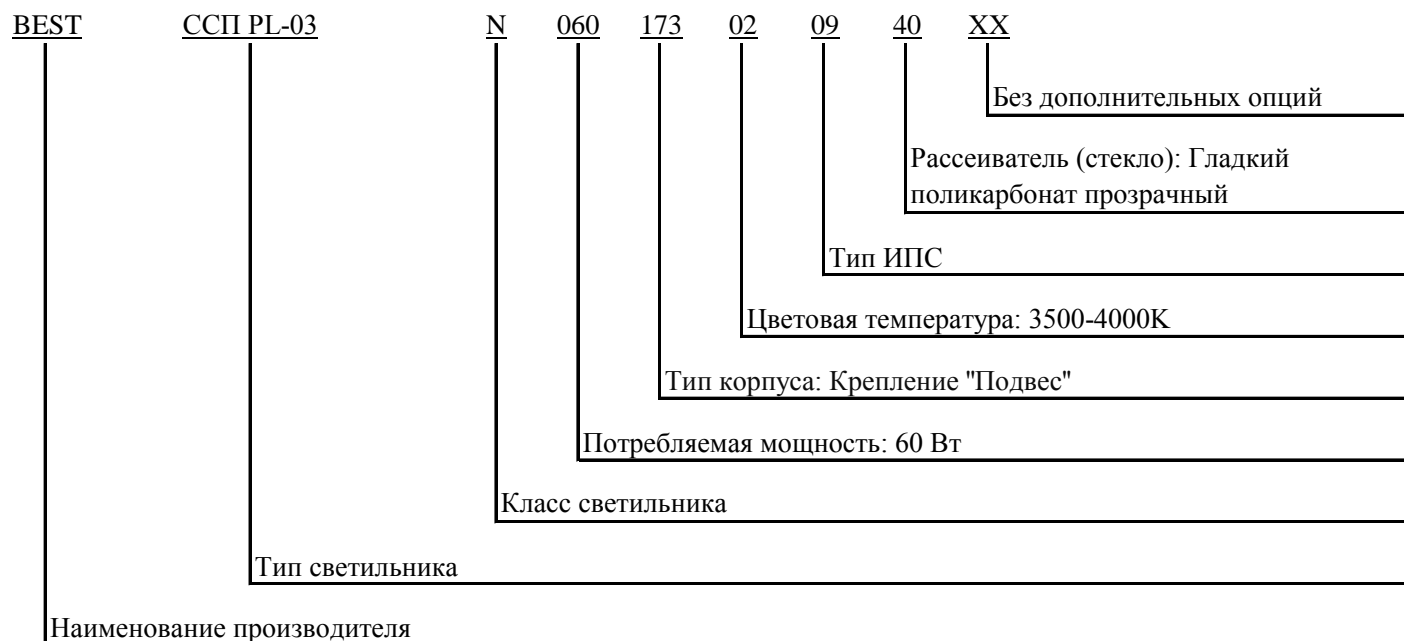 BEST ССП PL-03 N 060 173 02 09 40 XX
Без дополнительных опций
Рассеиватель (стекло): Гладкий
поликарбонат прозрачный
Тип ИПС
Цветовая температура: 3500-4000K
Тип корпуса: Крепление "Подвес"
Потребляемая мощность: 60 Вт
Класс светильника
Тип светильника
Наименование производителя